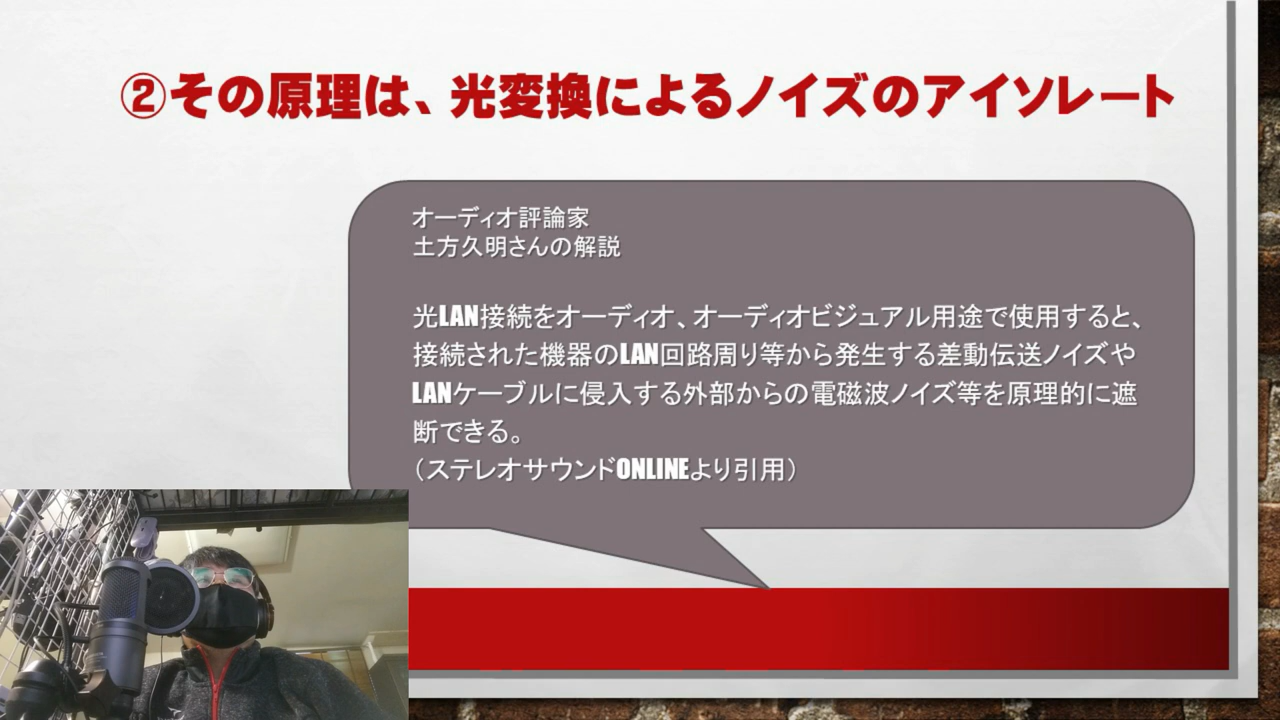 ②その原理は、光変換によるノイズのアイソレート
オーディオ評論家
土方久明さんの解説
光LAN接続をオーディオ、オーディオビジュアル用途で使用すると、
接続された機器のLAN回路周り等から発生する差動伝送ノイズや
LANケーブルに侵入する外部からの電磁波ノイズ等を原理的に遮
断できる。
（ステレオサウンドONLINEより引用）